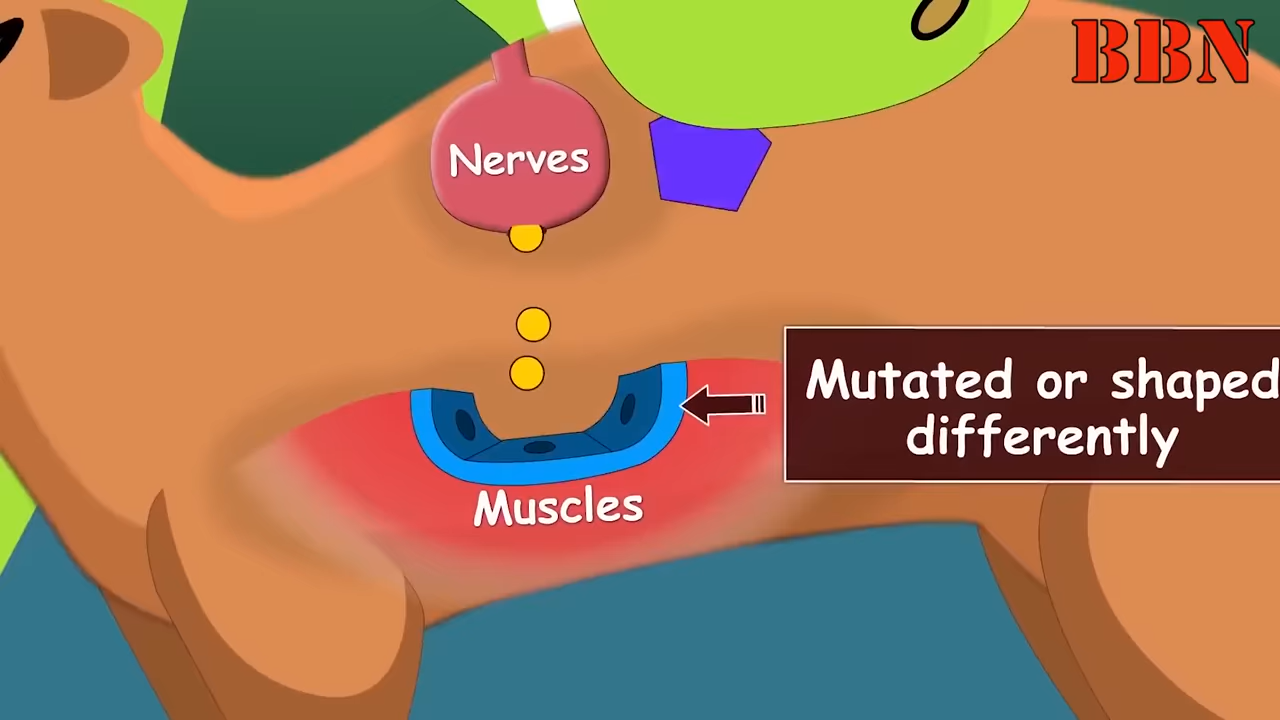 BBN
Nerves
Mutated or shaped
differently
Muscles